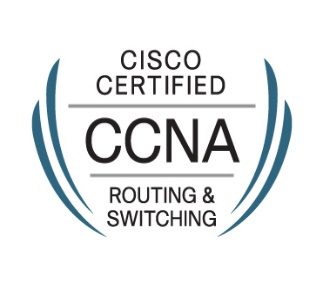 CISCO
CERTIFIED
CCNA
ROUTING &
SWITCHING